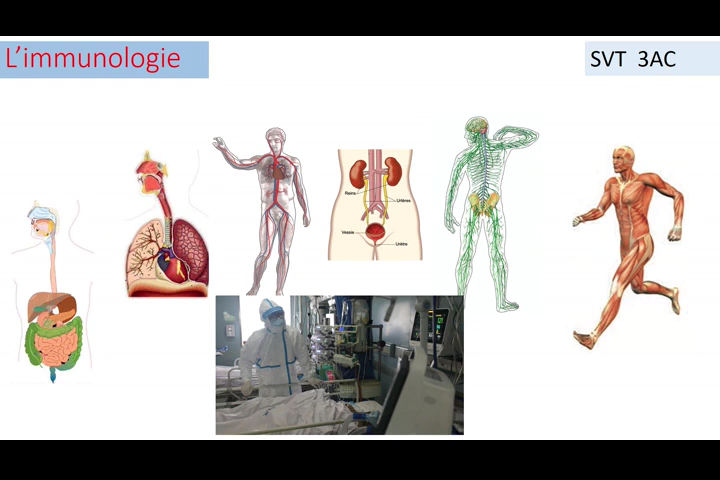 L’immunologie
SVT 3AC
Reins
Uretères
Vessie
Urètre